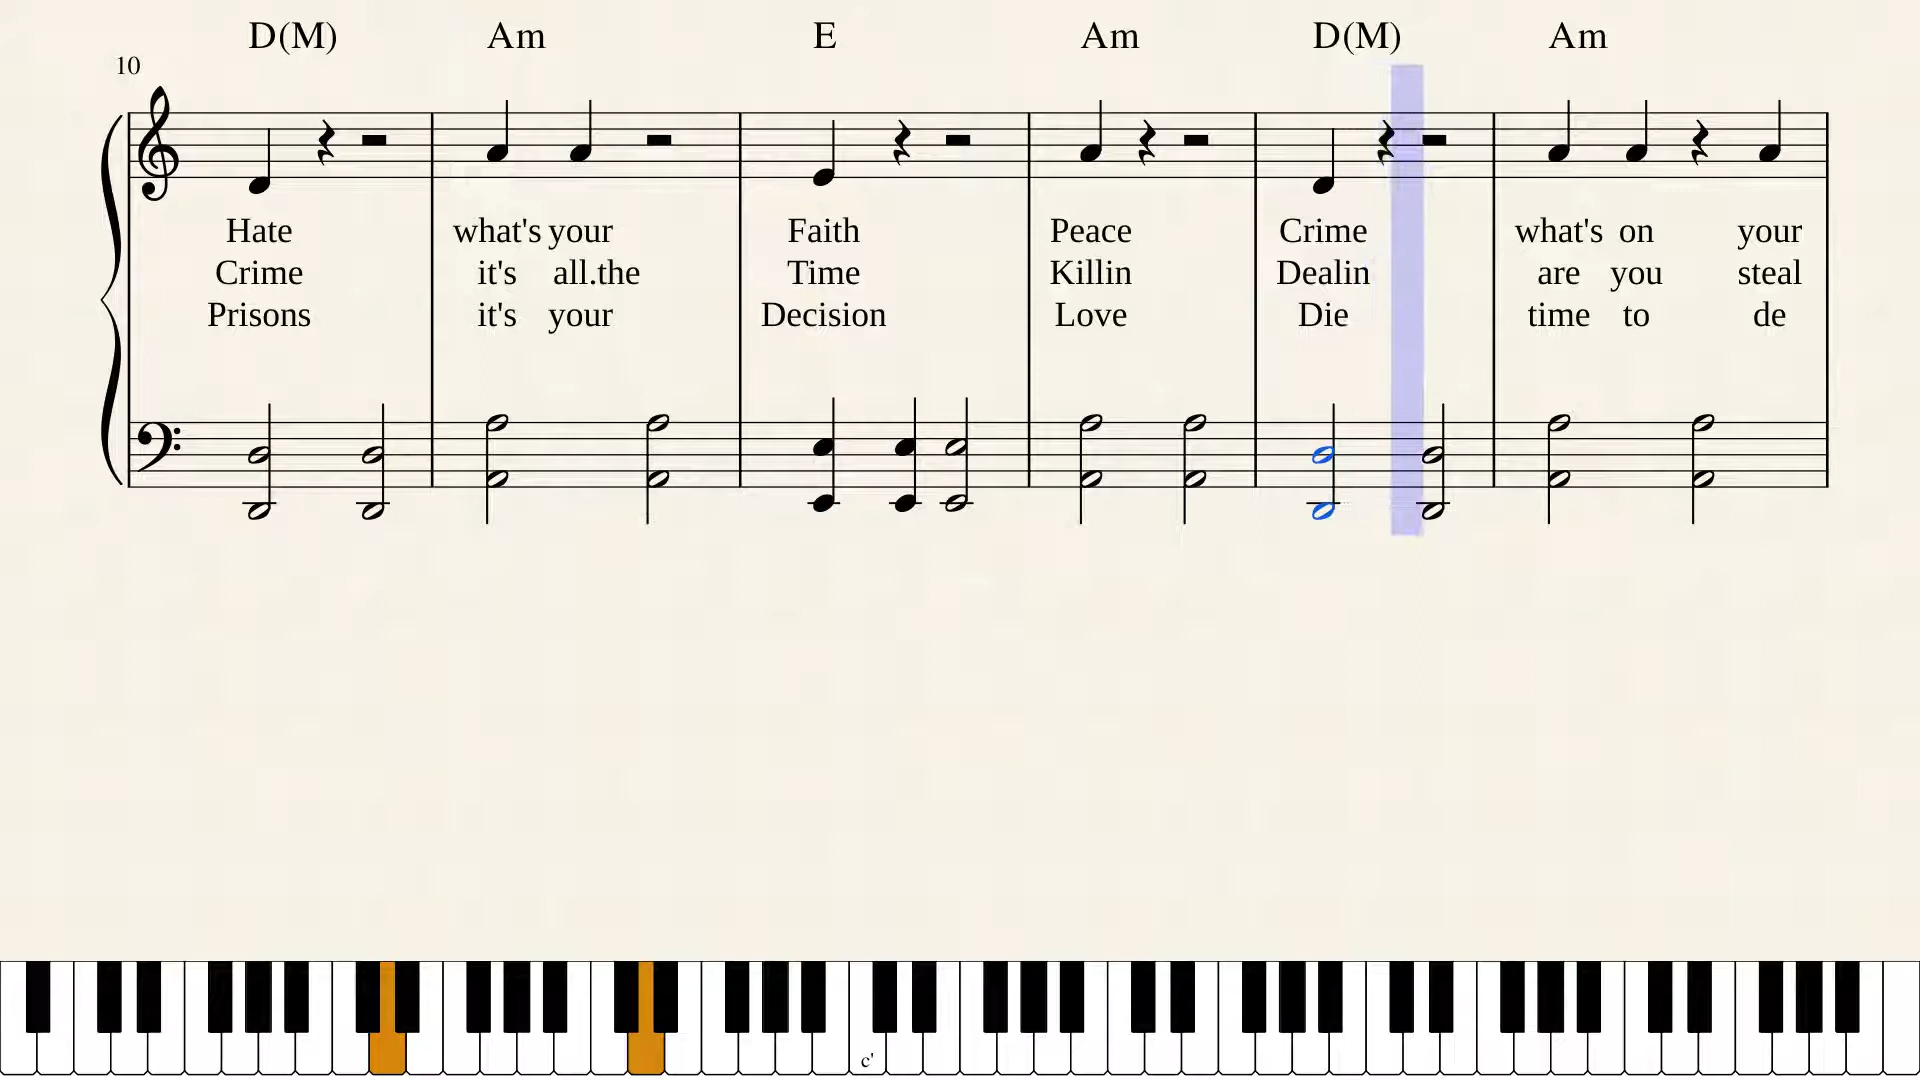 D(M) Am E Am D(M) Am
10
Hate what's your Faith Peace Crime what's on your
Crime it's all.the Time Killin Dealin are you steal
Prisons it's your Decision Love Die time to de
c'